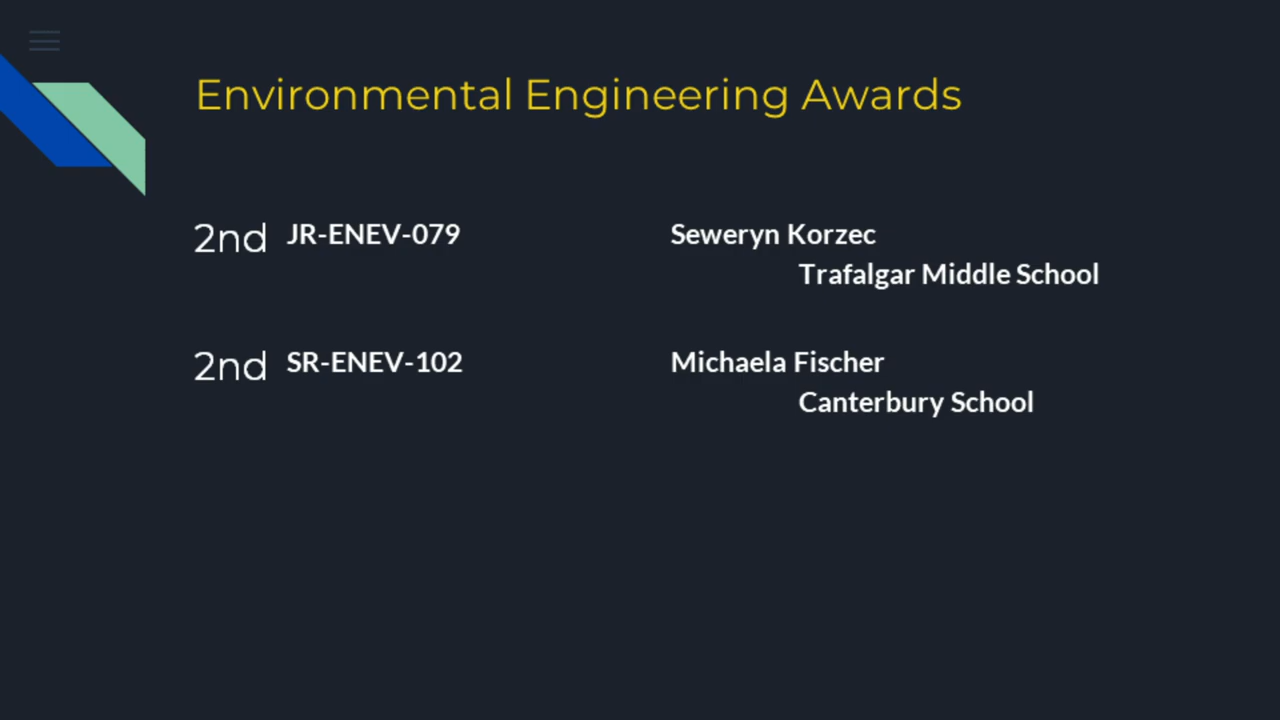 Environmental Engineering Awards
2nd JR-ENEV-079 Seweryn Korzec
Trafalgar Middle School
2nd SR-ENEV-102 Michaela Fischer
Canterbury School